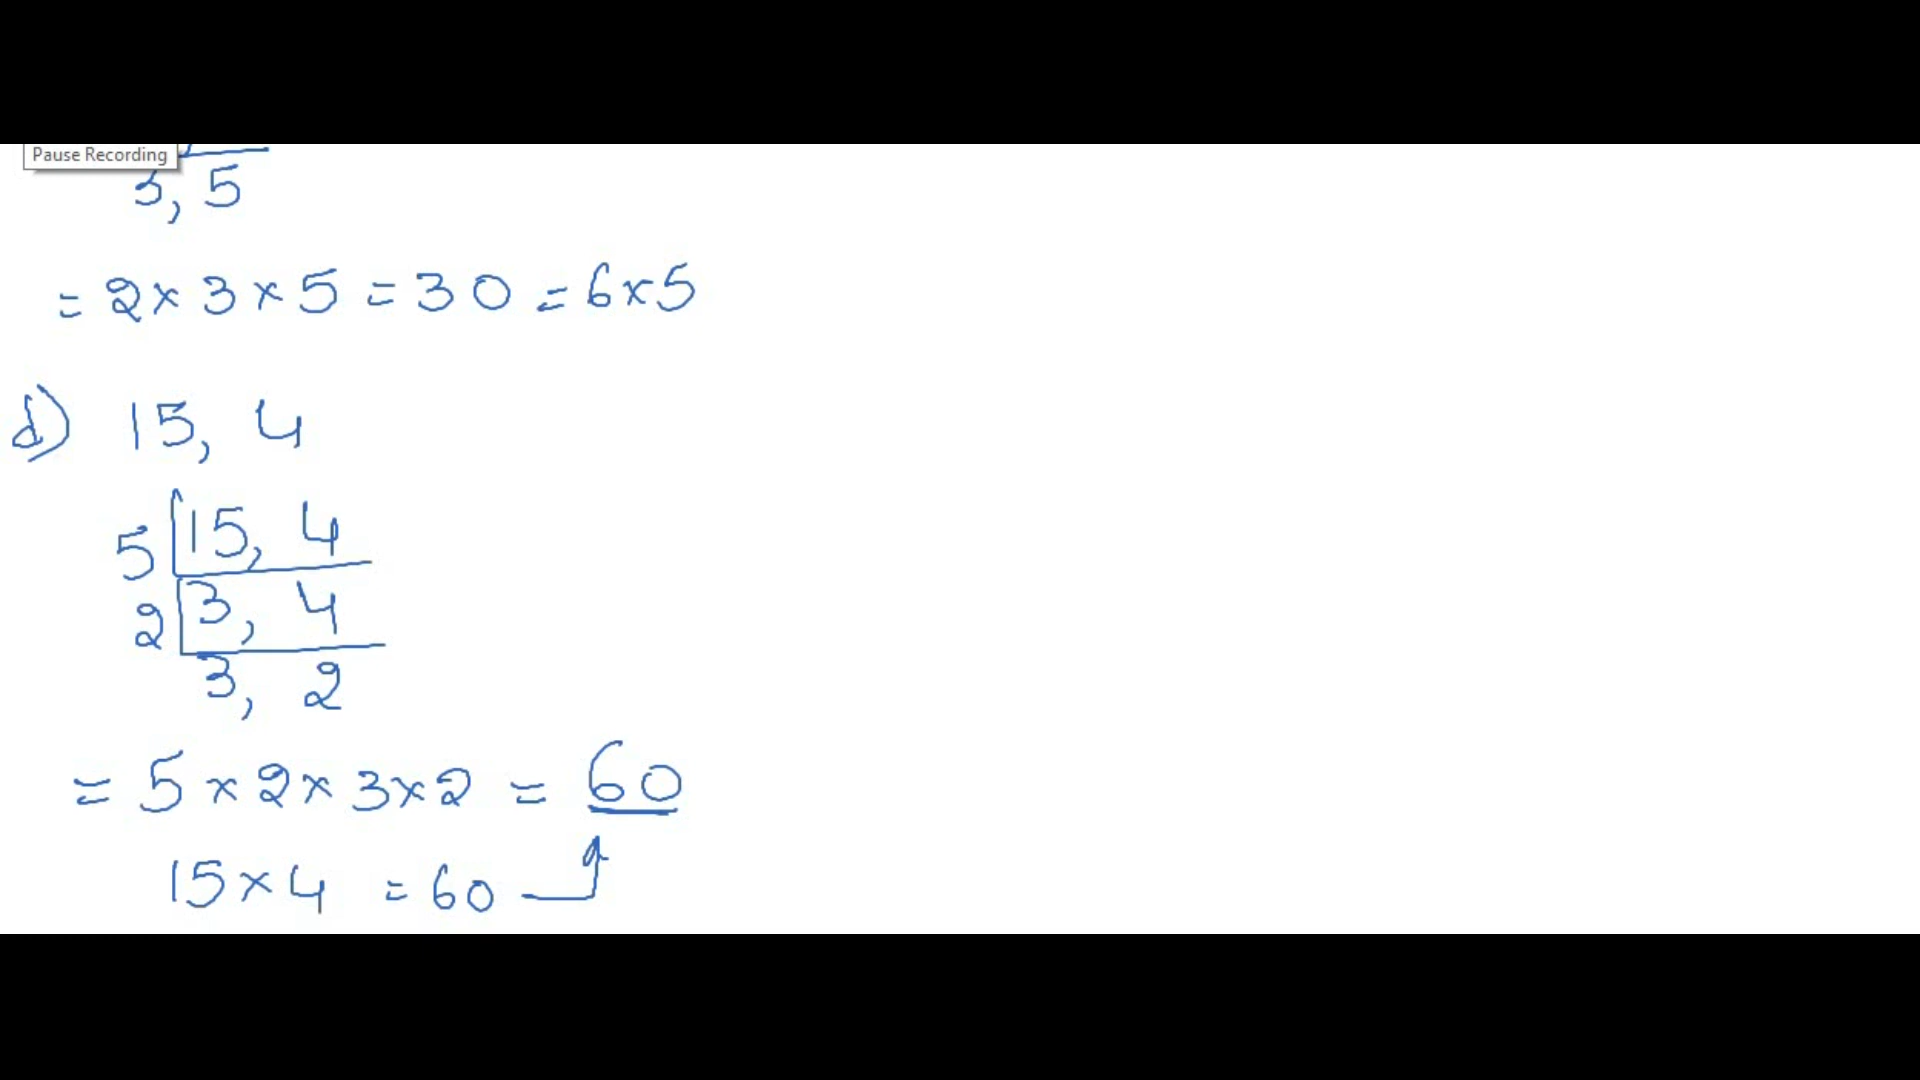 Pause Recording
3, 5
= 2 × 3 × 5 = 30 = 6 × 5
d) 15, 4
5 | 15, 4
2 | 3, 4
3, 2
= 5 × 2 × 3 × 2 = 60
15 × 4 = 60